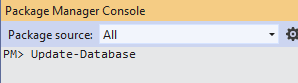 Package Manager Console
Package source: All
PM> Update-Database